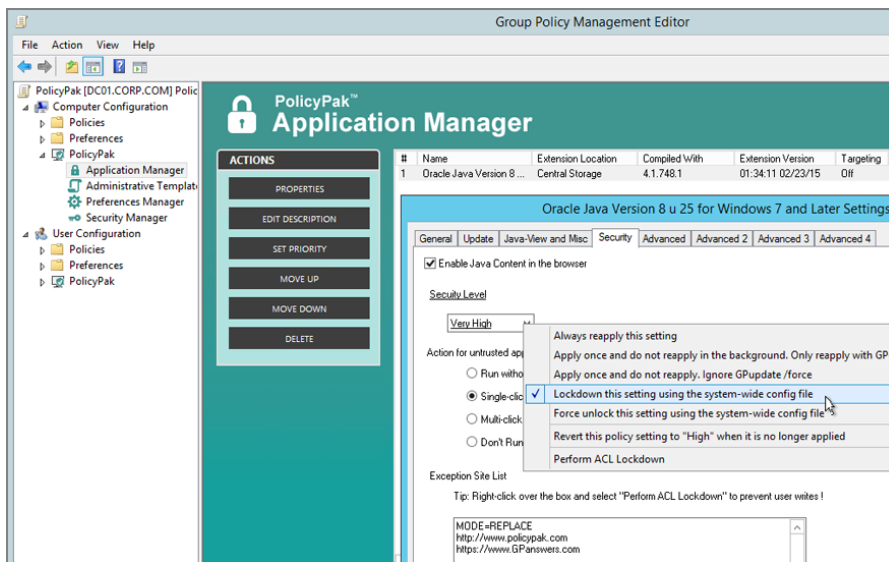 Group Policy Management Editor
File Action View Help
PolicyPak [DC01.CORP.COM] Polic
Computer Configuration
Policies
Preferences
PolicyPak
Application Manager
Administrative Templat
Preferences Manager
Security Manager
User Configuration
Policies
Preferences
PolicyPak
PolicyPak™
Application Manager
ACTIONS
PROPERTIES
EDIT DESCRIPTION
SET PRIORITY
MOVE UP
MOVE DOWN
DELETE
# Name Extension Location Compiled With Extension Version Targeting
1 Oracle Java Version 8 ... Central Storage 4.1.748.1 01:34:11 02/23/15 Off
Oracle Java Version 8 u 25 for Windows 7 and Later Settings
General Update Java-View and Misc Security Advanced Advanced 2 Advanced 3 Advanced 4
Enable Java Content in the browser
Secuity Level
Very High
Always reapply this setting
Apply once and do not reapply in the background. Only reapply with GP
Apply once and do not reapply. Ignore GPupdate /force
Lockdown this setting using the system-wide config file
Force unlock this setting using the system-wide config file
Revert this policy setting to "High" when it is no longer applied
Perform ACL Lockdown
Action for untrusted app
Run witho
Single-clic
Multi-click
Don't Run
Exception Site List
Tip: Right-click over the box and select "Perform ACL Lockdown" to prevent user writes !
MODE=REPLACE
http://www.policypak.com
https://www.GPanswers.com